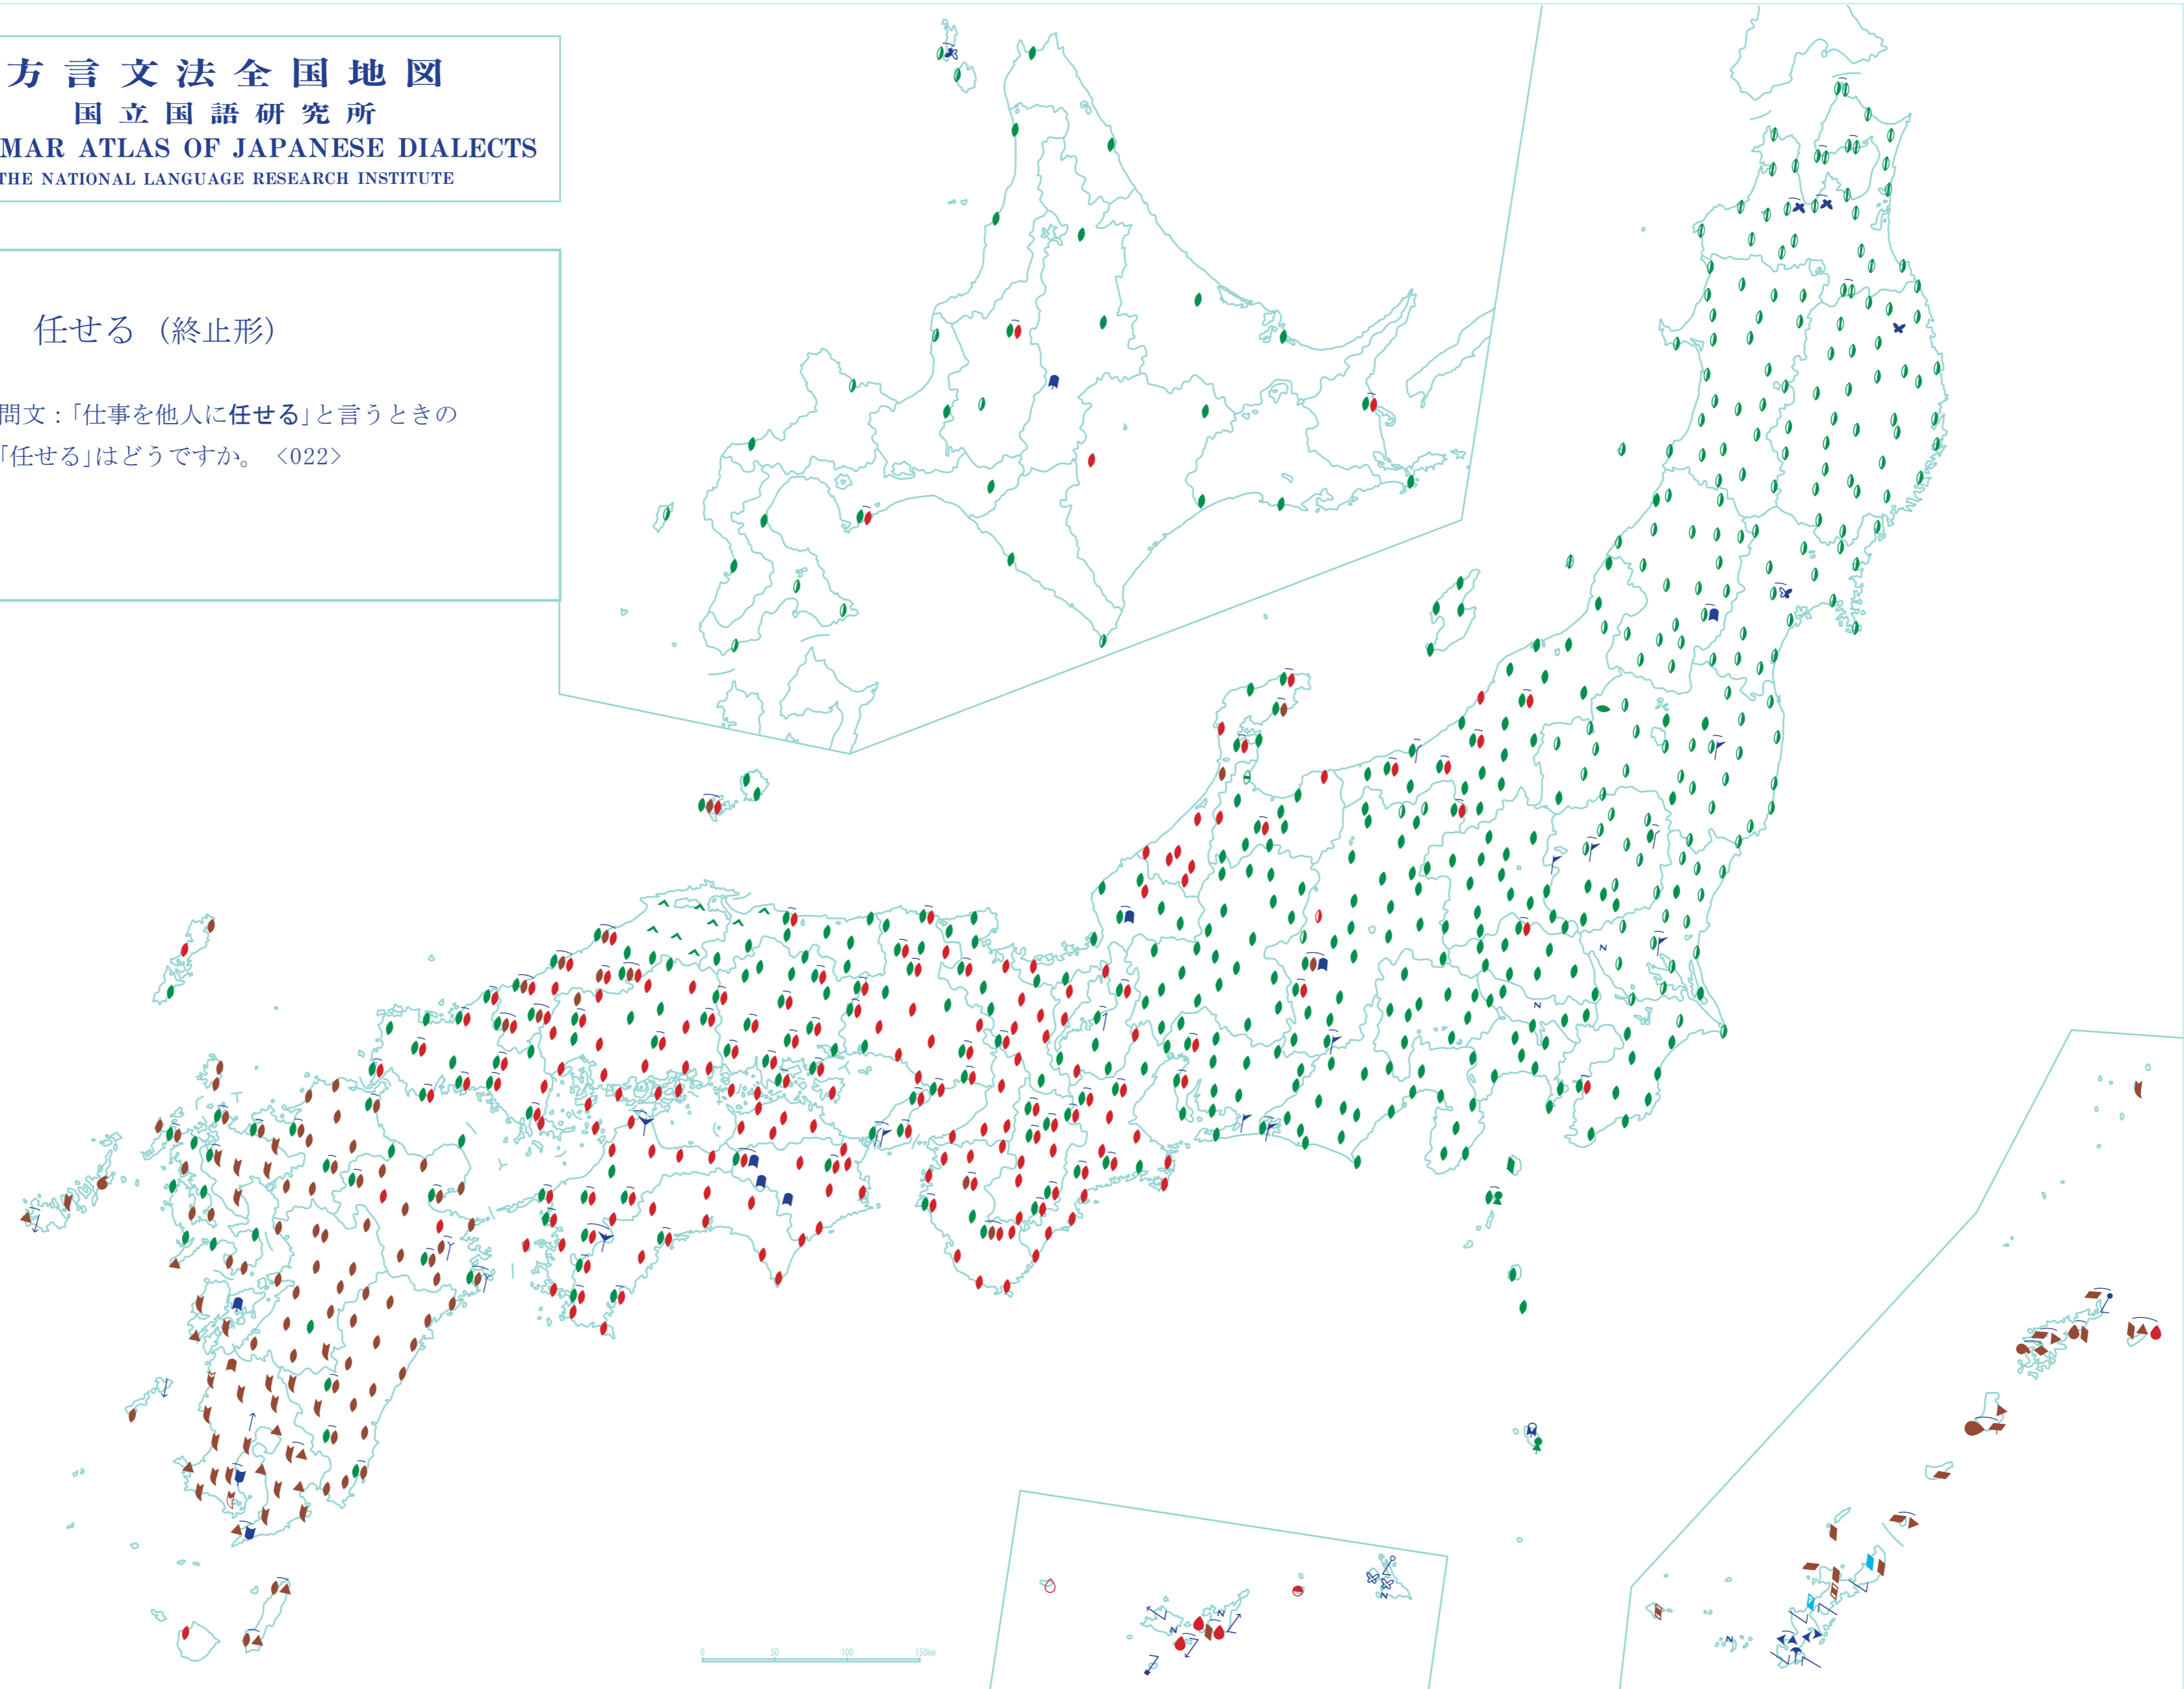 方言文法全国地図
国立国語研究所
MAR ATLAS OF JAPANESE DIALECTS
THE NATIONAL LANGUAGE RESEARCH INSTITUTE
任せる（終止形）
問文：「仕事を他人に任せる」と言うときの
「任せる」はどうですか。〈022〉
0 50 100 150km